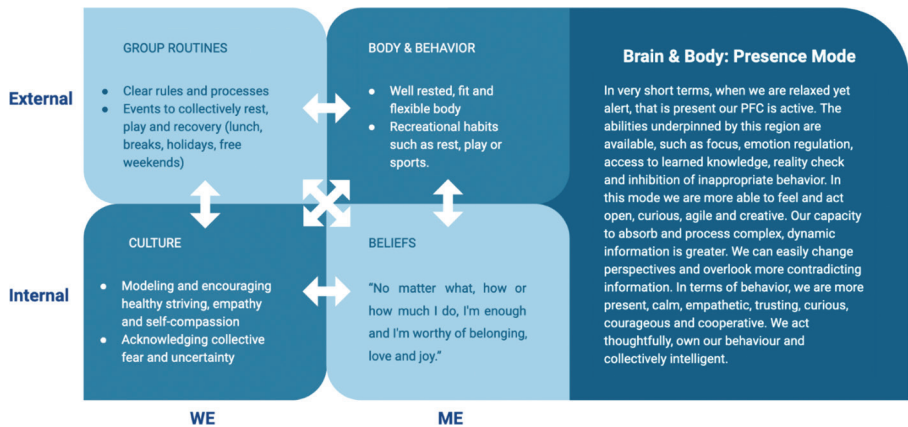 External
GROUP ROUTINES
● Clear rules and processes
● Events to collectively rest,
play and recovery (lunch,
breaks, holidays, free
weekends)
BODY & BEHAVIOR
● Well rested, fit and
flexible body
● Recreational habits
such as rest, play or
sports.
Internal
CULTURE
● Modeling and encouraging
healthy striving, empathy
and self-compassion
● Acknowledging collective
fear and uncertainty
BELIEFS
“No matter what, how or
how much I do, I'm enough
and I'm worthy of belonging,
love and joy.”
WE
ME
Brain & Body: Presence Mode
In very short terms, when we are relaxed yet
alert, that is present our PFC is active. The
abilities underpinned by this region are
available, such as focus, emotion regulation,
access to learned knowledge, reality check
and inhibition of inappropriate behavior. In
this mode we are more able to feel and act
open, curious, agile and creative. Our capacity
to absorb and process complex, dynamic
information is greater. We can easily change
perspectives and overlook more contradicting
information. In terms of behavior, we are more
present, calm, empathetic, trusting, curious,
courageous and cooperative. We act
thoughtfully, own our behaviour and
collectively intelligent.